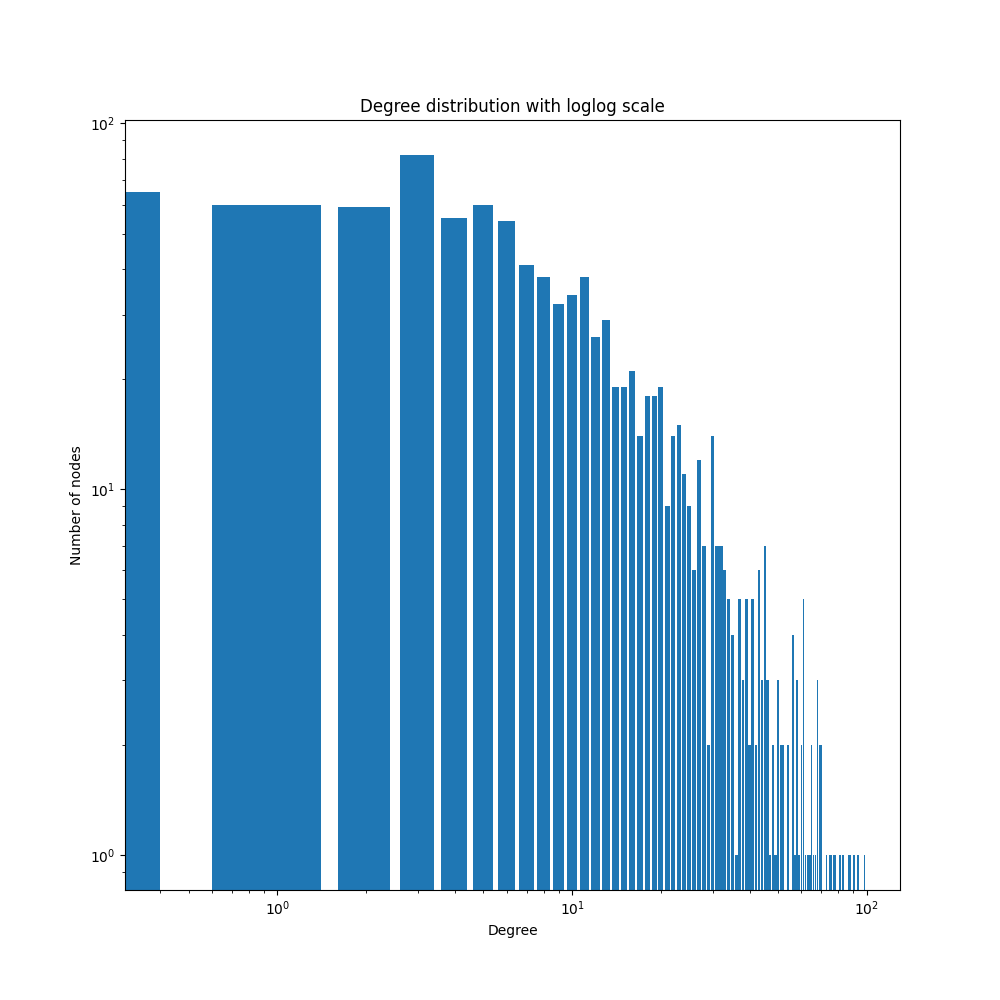 Degree distribution with loglog scale
10²
10¹
10⁰
Number of nodes
10⁰ 10¹ 10²
Degree